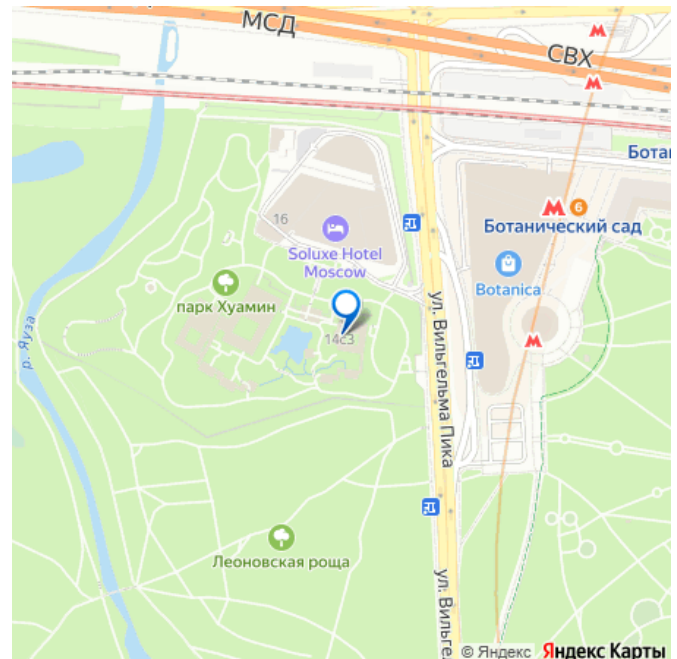 МСД
СВХ
Ботан
16
6
Ботанический сад
Soluxe Hotel
Moscow
Botanica
парк Хуамин
14с3
р. Яуза
ул. Вильгельма Пика
Леоновская роща
ул. Вильгел
© Яндекс Яндекс Карты